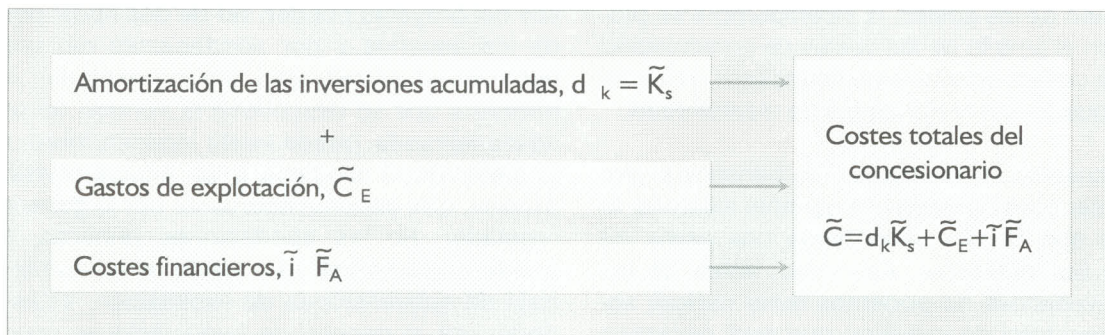 Amortización de las inversiones acumuladas, d k = K̃s
+
Gastos de explotación, C̃ E
Costes financieros, ĩ F̃A
Costes totales del
concesionario
C̃=dkK̃s+C̃E+ĩ F̃A